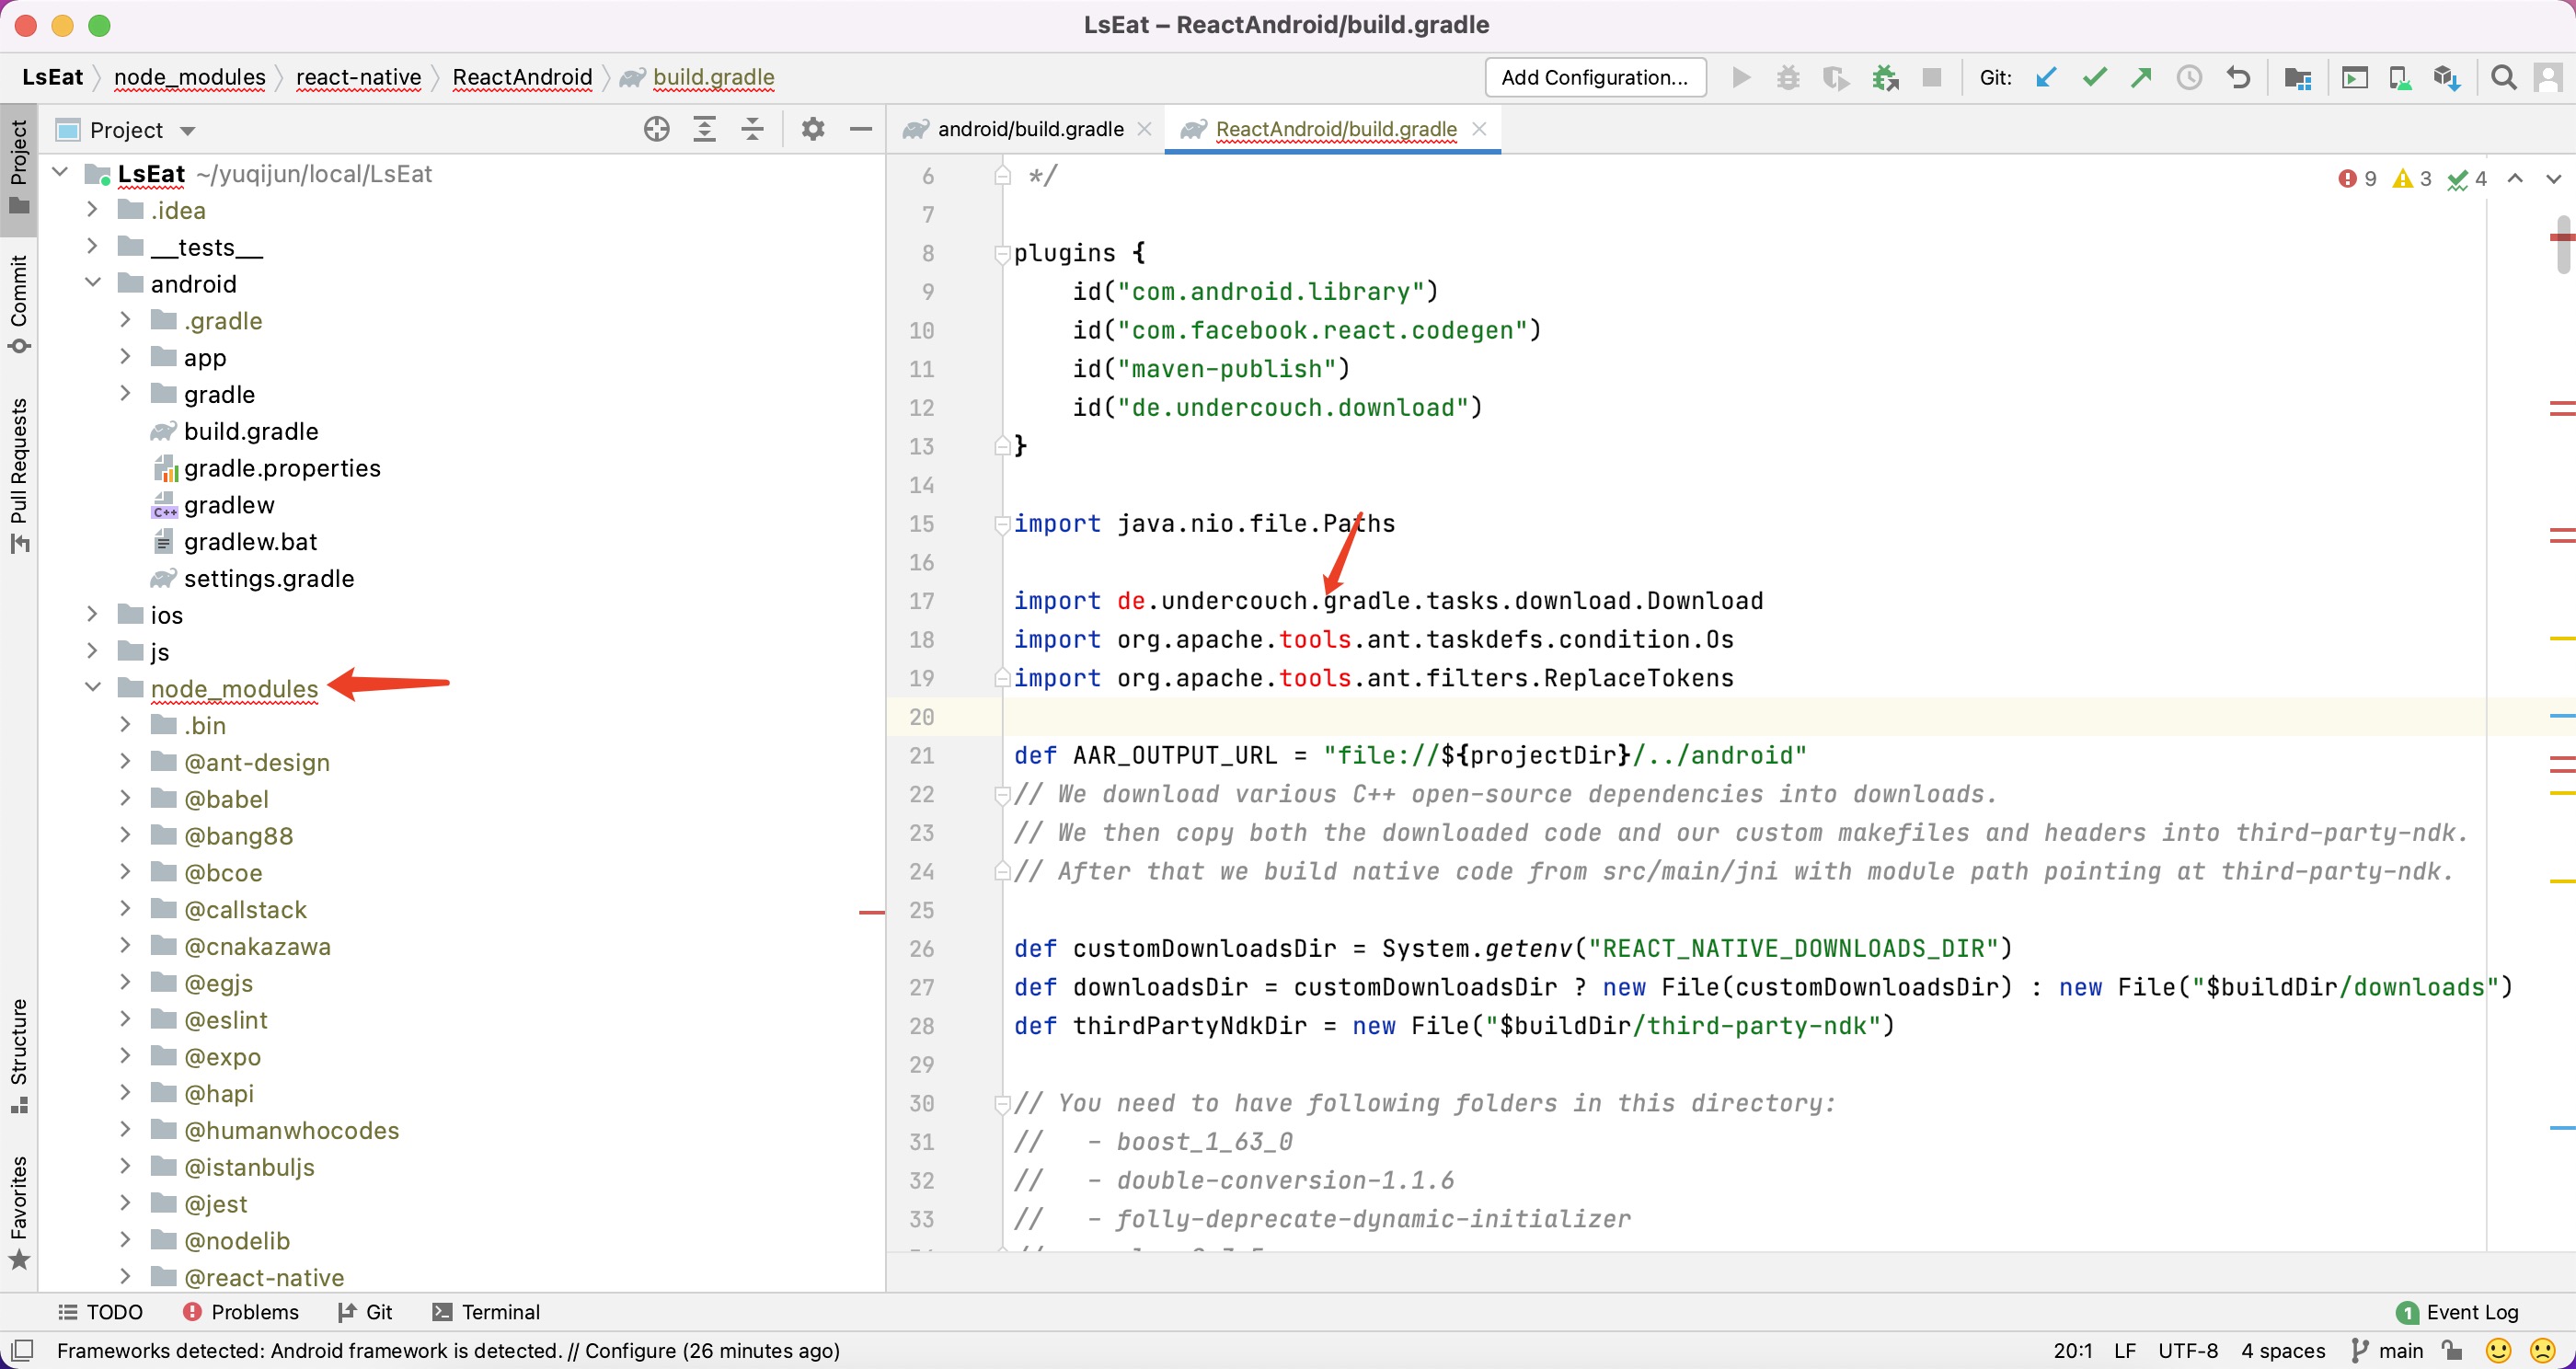 LsEat – ReactAndroid/build.gradle
LsEat node_modules react-native ReactAndroid build.gradle Add Configuration... Git:
Project
Commit
Pull Requests
Structure
Favorites
Project
LsEat ~/yuqijun/local/LsEat
.idea
__tests__
android
.gradle
app
gradle
build.gradle
gradle.properties
C++ gradlew
gradlew.bat
settings.gradle
ios
js
node_modules
.bin
@ant-design
@babel
@bang88
@bcoe
@callstack
@cnakazawa
@egjs
@eslint
@expo
@hapi
@humanwhocodes
@istanbuljs
@jest
@nodelib
@react-native
android/build.gradle ReactAndroid/build.gradle
9 3 4
6 */
7
8 plugins {
9 id("com.android.library")
10 id("com.facebook.react.codegen")
11 id("maven-publish")
12 id("de.undercouch.download")
13 }
14
15 import java.nio.file.Paths
16
17 import de.undercouch.gradle.tasks.download.Download
18 import org.apache.tools.ant.taskdefs.condition.Os
19 import org.apache.tools.ant.filters.ReplaceTokens
20
21 def AAR_OUTPUT_URL = "file://${projectDir}/../android"
22 // We download various C++ open-source dependencies into downloads.
23 // We then copy both the downloaded code and our custom makefiles and headers into third-party-ndk.
24 // After that we build native code from src/main/jni with module path pointing at third-party-ndk.
25
26 def customDownloadsDir = System.getenv("REACT_NATIVE_DOWNLOADS_DIR")
27 def downloadsDir = customDownloadsDir ? new File(customDownloadsDir) : new File("$buildDir/downloads")
28 def thirdPartyNdkDir = new File("$buildDir/third-party-ndk")
29
30 // You need to have following folders in this directory:
31 // - boost_1_63_0
32 // - double-conversion-1.1.6
33 // - folly-deprecate-dynamic-initializer
TODO Problems Git Terminal 1 Event Log
Frameworks detected: Android framework is detected. // Configure (26 minutes ago) 20:1 LF UTF-8 4 spaces main